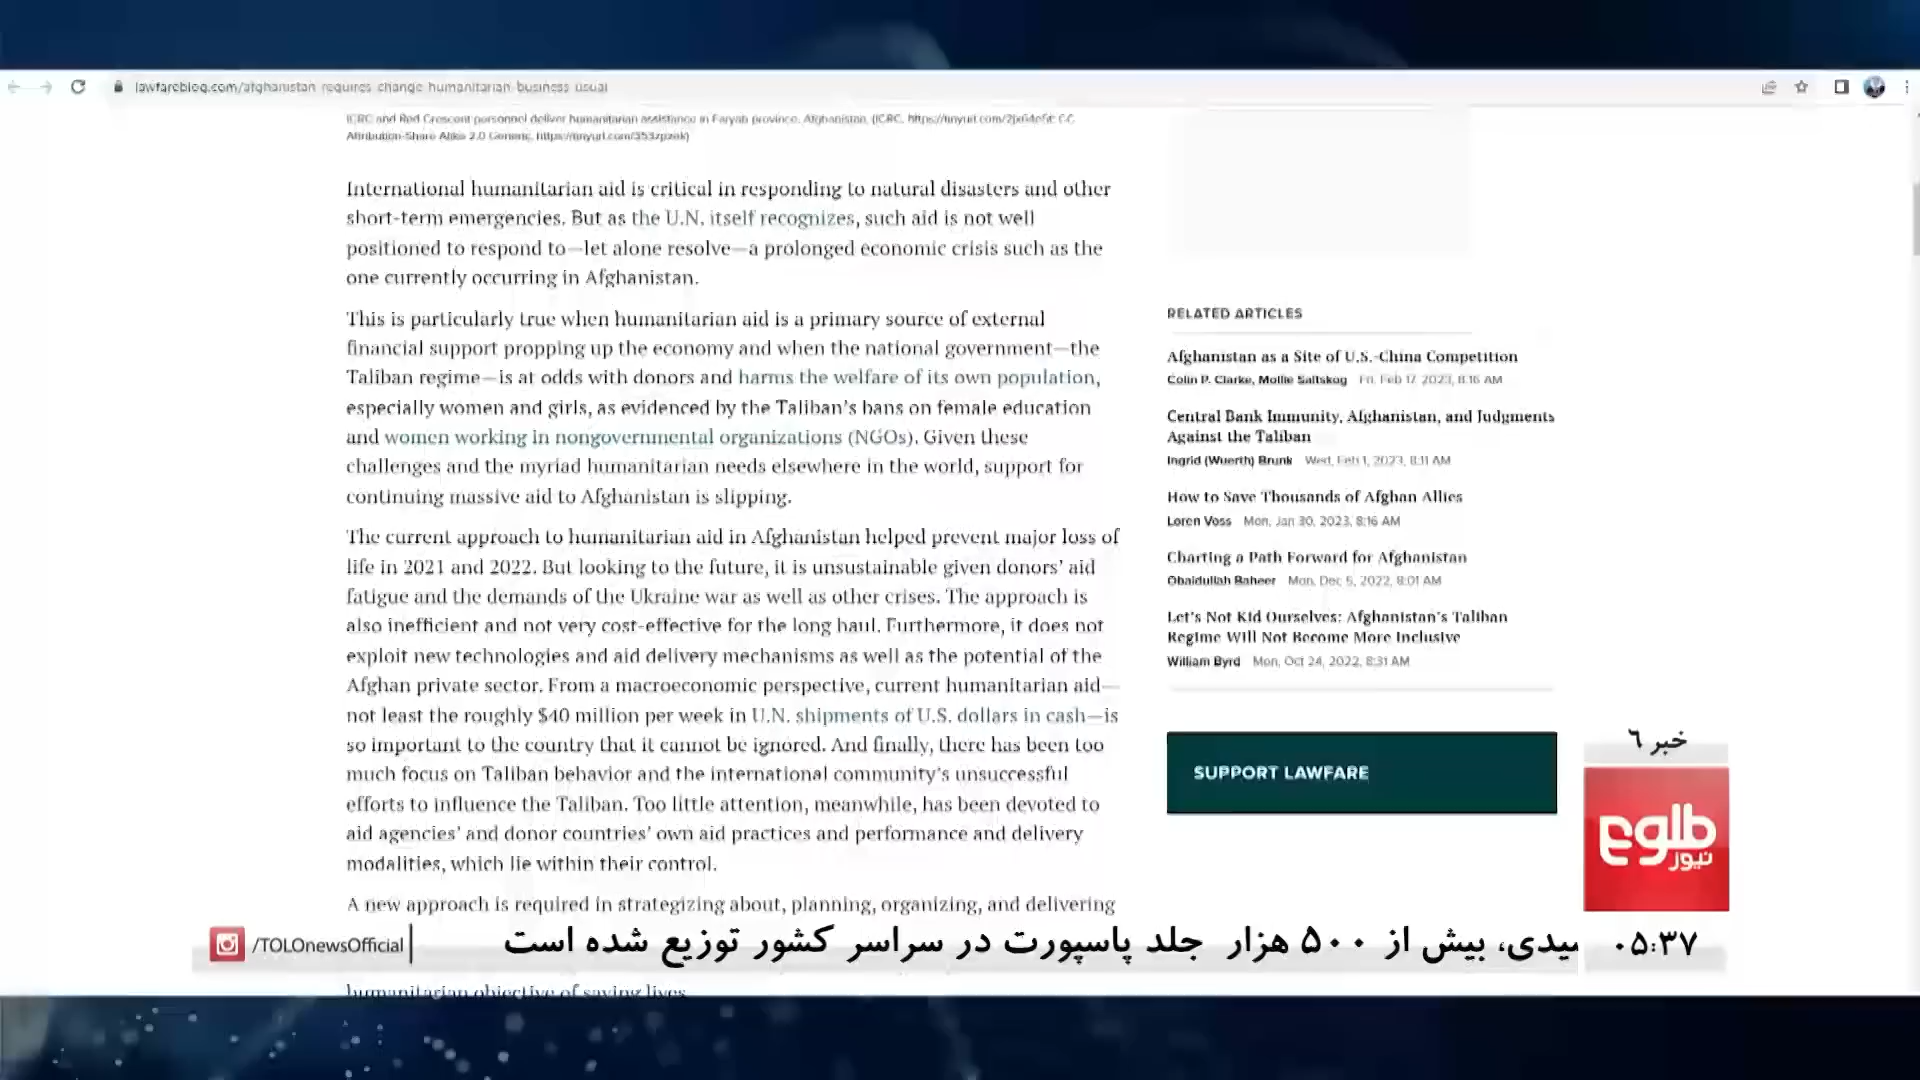 lawfareblog.com/afghanistan-requires-change-humanitarian-business-usual
ICRC and Red Crescent personnel deliver humanitarian assistance in Faryab province, Afghanistan. (ICRC,
Attribution-Share Alike 2.0 Generic,
International humanitarian aid is critical in responding to natural disasters and other
short-term emergencies. But as the U.N. itself recognizes, such aid is not well
positioned to respond to—let alone resolve—a prolonged economic crisis such as the
one currently occurring in Afghanistan.
This is particularly true when humanitarian aid is a primary source of external
financial support propping up the economy and when the national government—the
Taliban regime—is at odds with donors and harms the welfare of its own population,
especially women and girls, as evidenced by the Taliban's bans on female education
and women working in nongovernmental organizations (NGOs). Given these
challenges and the myriad humanitarian needs elsewhere in the world, support for
continuing massive aid to Afghanistan is slipping.
The current approach to humanitarian aid in Afghanistan helped prevent major loss of
life in 2021 and 2022. But looking to the future, it is unsustainable given donors' aid
fatigue and the demands of the Ukraine war as well as other crises. The approach is
also inefficient and not very cost-effective for the long haul. Furthermore, it does not
exploit new technologies and aid delivery mechanisms as well as the potential of the
Afghan private sector. From a macroeconomic perspective, current humanitarian aid—
not least the roughly $40 million per week in U.N. shipments of U.S. dollars in cash—is
so important to the country that it cannot be ignored. And finally, there has been too
much focus on Taliban behavior and the international community's unsuccessful
efforts to influence the Taliban. Too little attention, meanwhile, has been devoted to
aid agencies' and donor countries' own aid practices and performance and delivery
modalities, which lie within their control.
A new approach is required in strategizing about, planning, organizing, and delivering
humanitarian objective of saving lives
RELATED ARTICLES
Afghanistan as a Site of U.S.-China Competition
Colin P. Clarke, Mollie Saltskog Fri, Feb 17, 2023, 8:16 AM
Central Bank Immunity, Afghanistan, and Judgments
Against the Taliban
Ingrid (Wuerth) Brunk Wed, Feb 1, 2023, 8:11 AM
How to Save Thousands of Afghan Allies
Loren Voss Mon, Jan 30, 2023, 8:16 AM
Charting a Path Forward for Afghanistan
Obaidullah Baheer Mon, Dec 5, 2022, 8:01 AM
Let's Not Kid Ourselves: Afghanistan's Taliban
Regime Will Not Become More Inclusive
William Byrd Mon, Oct 24, 2022, 8:31 AM
SUPPORT LAWFARE
خبر ٦
طلوع
نیوز
/TOLOnewsOfficial
سیدی، بیش از ۵۰۰ هزار جلد پاسپورت در سراسر کشور توزیع شده است
۰۵:۳۷